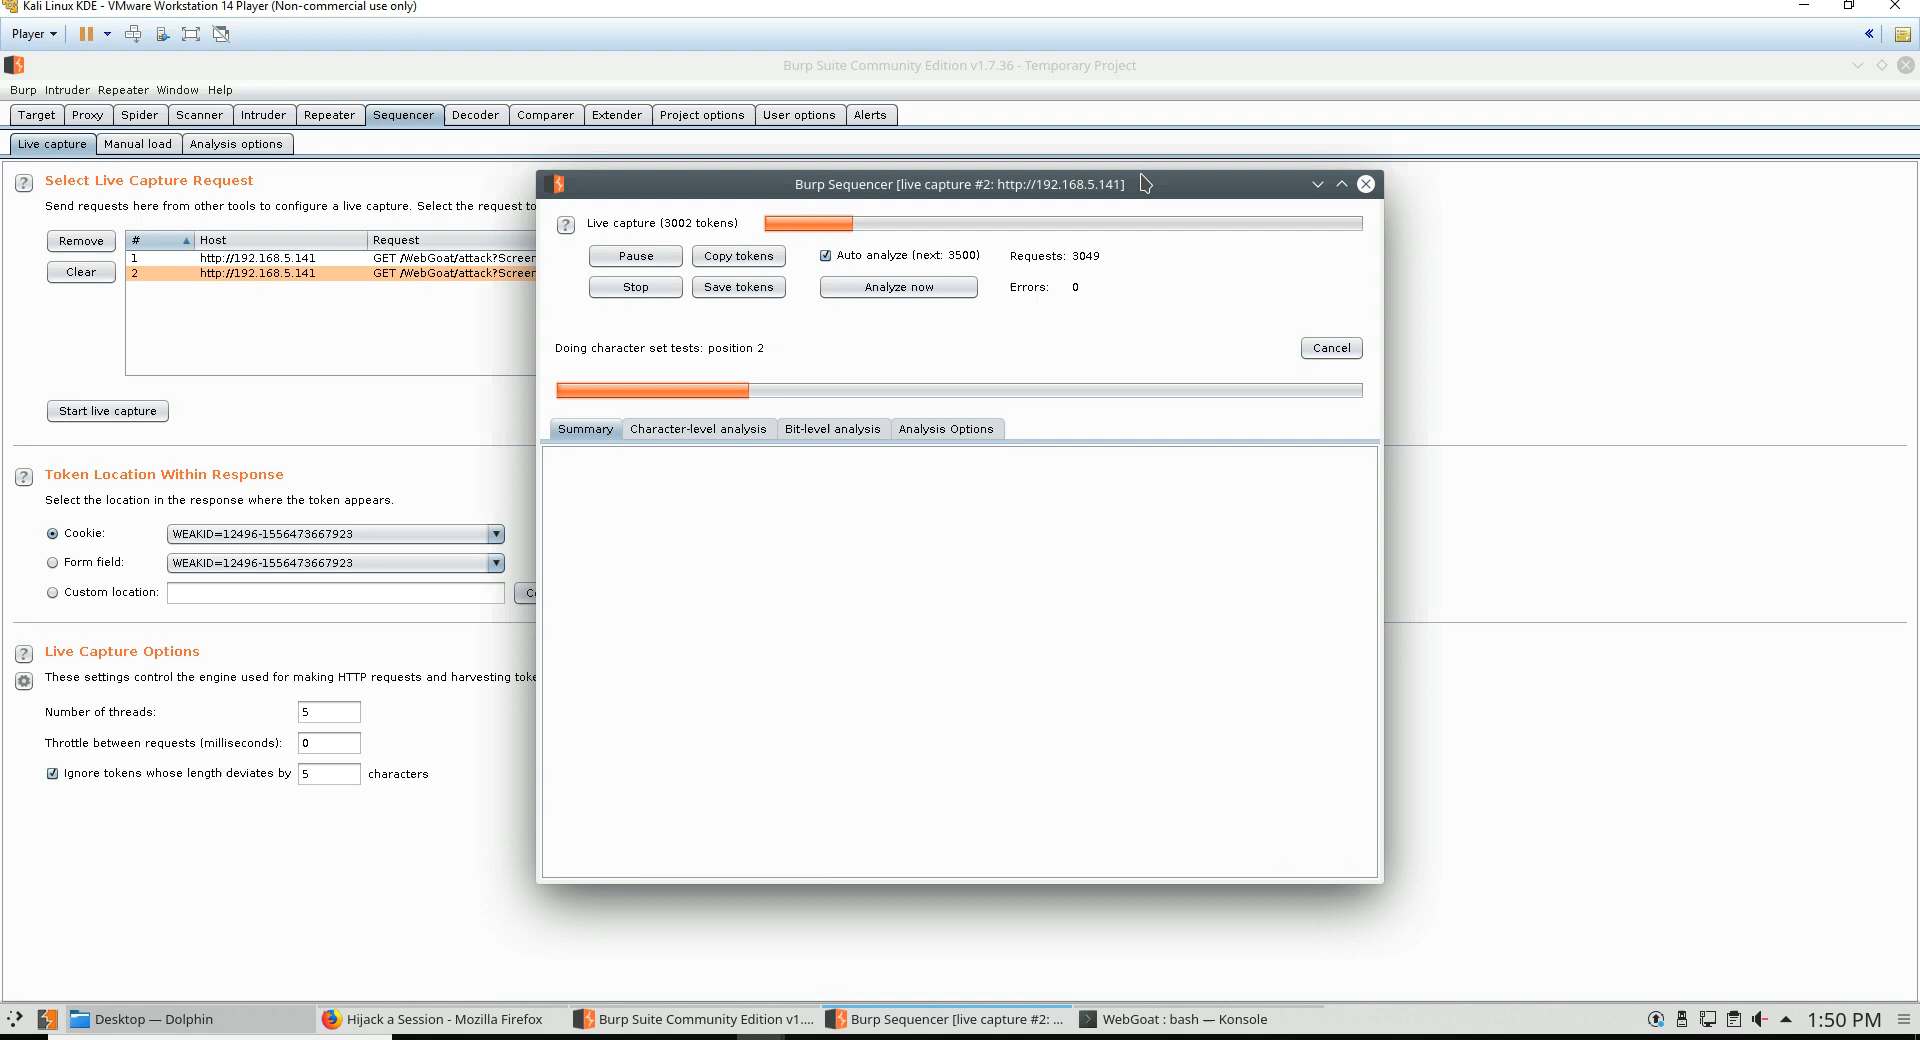 Kali Linux KDE - VMware Workstation 14 Player (Non-commercial use only)
Player
Burp Suite Community Edition v1.7.36 - Temporary Project
Burp Intruder Repeater Window Help
Target Proxy Spider Scanner Intruder Repeater Sequencer Decoder Comparer Extender Project options User options Alerts
Live capture Manual load Analysis options
? Select Live Capture Request
Send requests here from other tools to configure a live capture. Select the request to
Remove
Clear
# Host Request
1 http://192.168.5.141 GET /WebGoat/attack?Screen
2 http://192.168.5.141 GET /WebGoat/attack?Screen
Start live capture
? Token Location Within Response
Select the location in the response where the token appears.
Cookie: WEAKID=12496-1556473667923
Form field: WEAKID=12496-1556473667923
Custom location:
? Live Capture Options
These settings control the engine used for making HTTP requests and harvesting toke
Number of threads: 5
Throttle between requests (milliseconds): 0
Ignore tokens whose length deviates by 5 characters
Burp Sequencer [live capture #2: http://192.168.5.141]
? Live capture (3002 tokens)
Pause Copy tokens Auto analyze (next: 3500) Requests: 3049
Stop Save tokens Analyze now Errors: 0
Doing character set tests: position 2 Cancel
Summary Character-level analysis Bit-level analysis Analysis Options
Desktop — Dolphin Hijack a Session - Mozilla Firefox Burp Suite Community Edition v1.... Burp Sequencer [live capture #2: ... WebGoat : bash — Konsole 1:50 PM